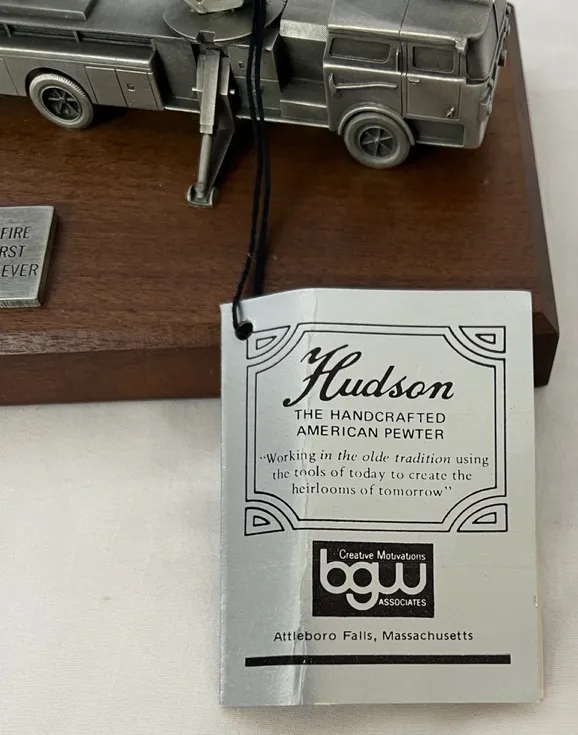 FIRE
RST
EVER
Hudson
THE HANDCRAFTED
AMERICAN PEWTER
"Working in the olde tradition using
the tools of today to create the
heirlooms of tomorrow"
Creative Motivations
bgw
ASSOCIATES
Attleboro Falls, Massachusetts